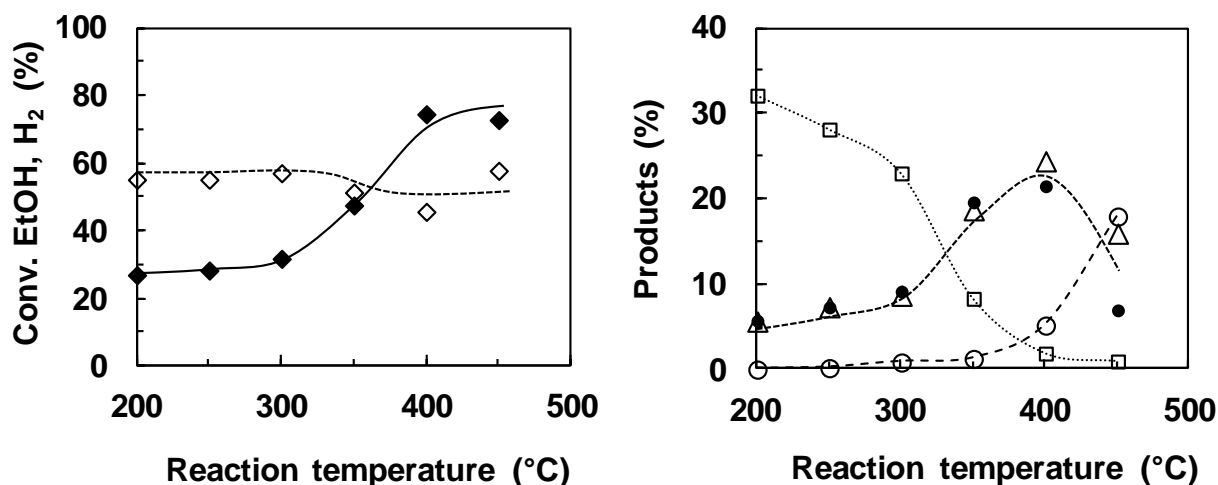 Conv. EtOH, H₂ (%)
100
80
60
40
20
0
200 300 400 500
Reaction temperature (°C)
Products (%)
40
30
20
10
0
200 300 400 500
Reaction temperature (°C)